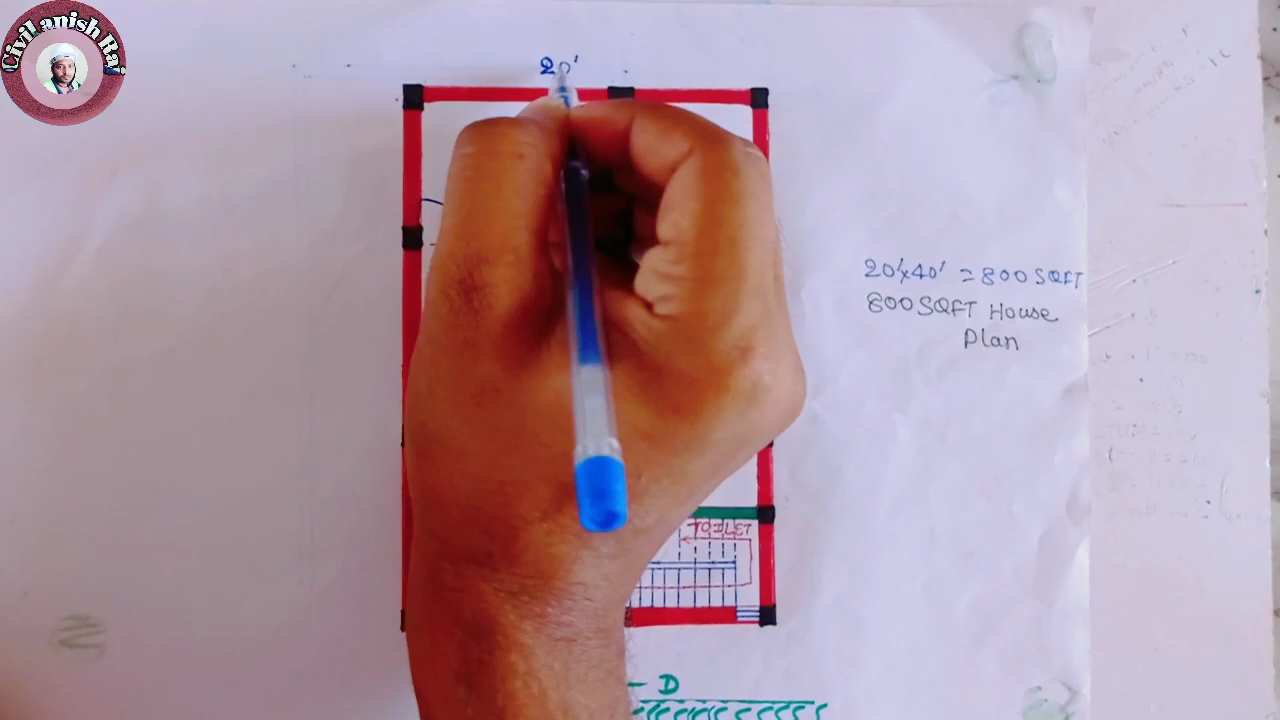 Civil anish Rai
20'
20'x40' = 800 SQFT
800 SQFT House
Plan
TOILET
- D